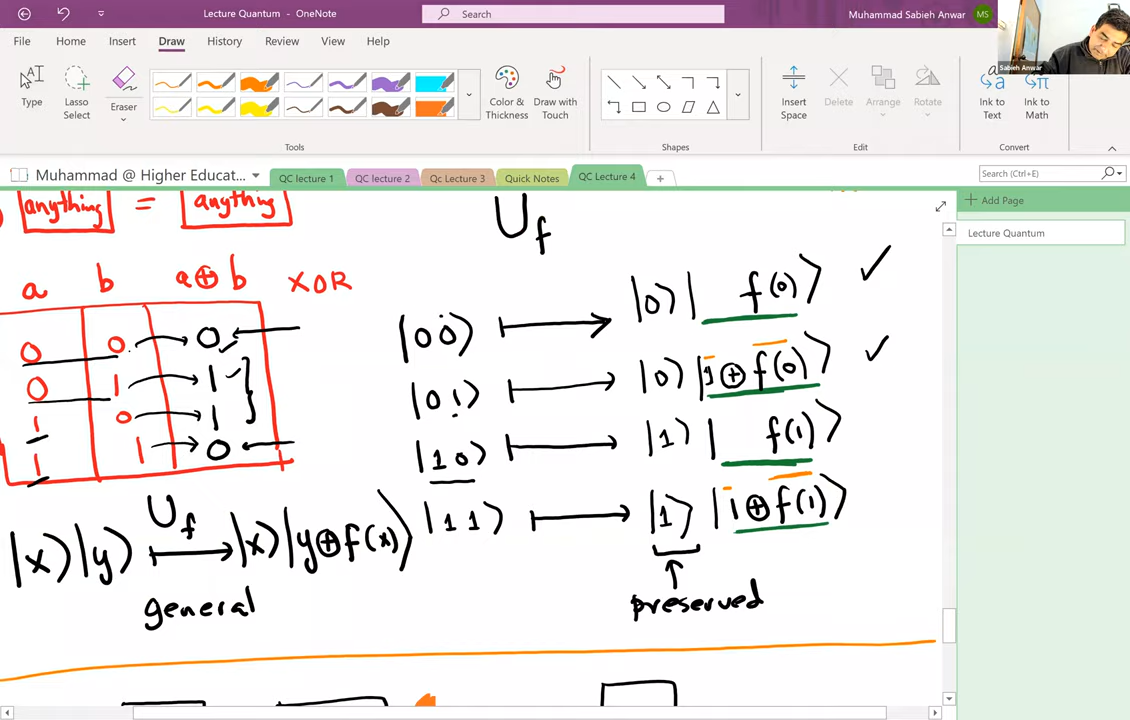 Lecture Quantum - OneNote
Search
Muhammad Sabieh Anwar
MS
Sabieh Anwar
File Home Insert Draw History Review View Help
Type
Lasso Select
Eraser
Color & Thickness
Draw with Touch
Insert Space
Delete
Arrange
Rotate
Ink to Text
Ink to Math
Tools
Shapes
Edit
Convert
Muhammad @ Higher Educat...
QC lecture 1
QC lecture 2
QC Lecture 3
Quick Notes
QC Lecture 4
Search (Ctrl+E)
Add Page
Lecture Quantum
anything = anything
U_f
a b a⊕b XOR
0 0 → 0
0 1 → 1
1 0 → 1
1 1 → 0
|00⟩ ↦ |0⟩| f(0)⟩ ✓
|01⟩ ↦ |0⟩|1⊕f(0)⟩ ✓
|10⟩ ↦ |1⟩| f(1)⟩
|11⟩ ↦ |1⟩|1⊕f(1)⟩
preserved
U_f
|x⟩|y⟩ ↦ |x⟩|y⊕f(x)⟩
general